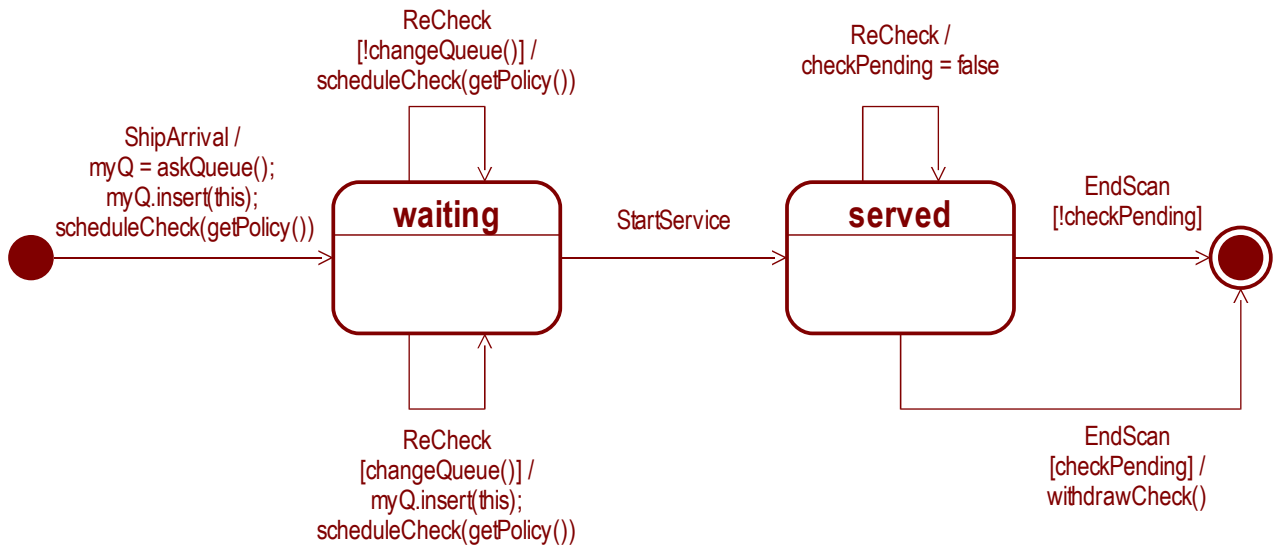 ReCheck
[!changeQueue()] /
scheduleCheck(getPolicy())
ReCheck /
checkPending = false
ShipArrival /
myQ = askQueue();
myQ.insert(this);
scheduleCheck(getPolicy())
waiting
StartService
served
EndScan
[!checkPending]
ReCheck
[changeQueue()] /
myQ.insert(this);
scheduleCheck(getPolicy())
EndScan
[checkPending] /
withdrawCheck()